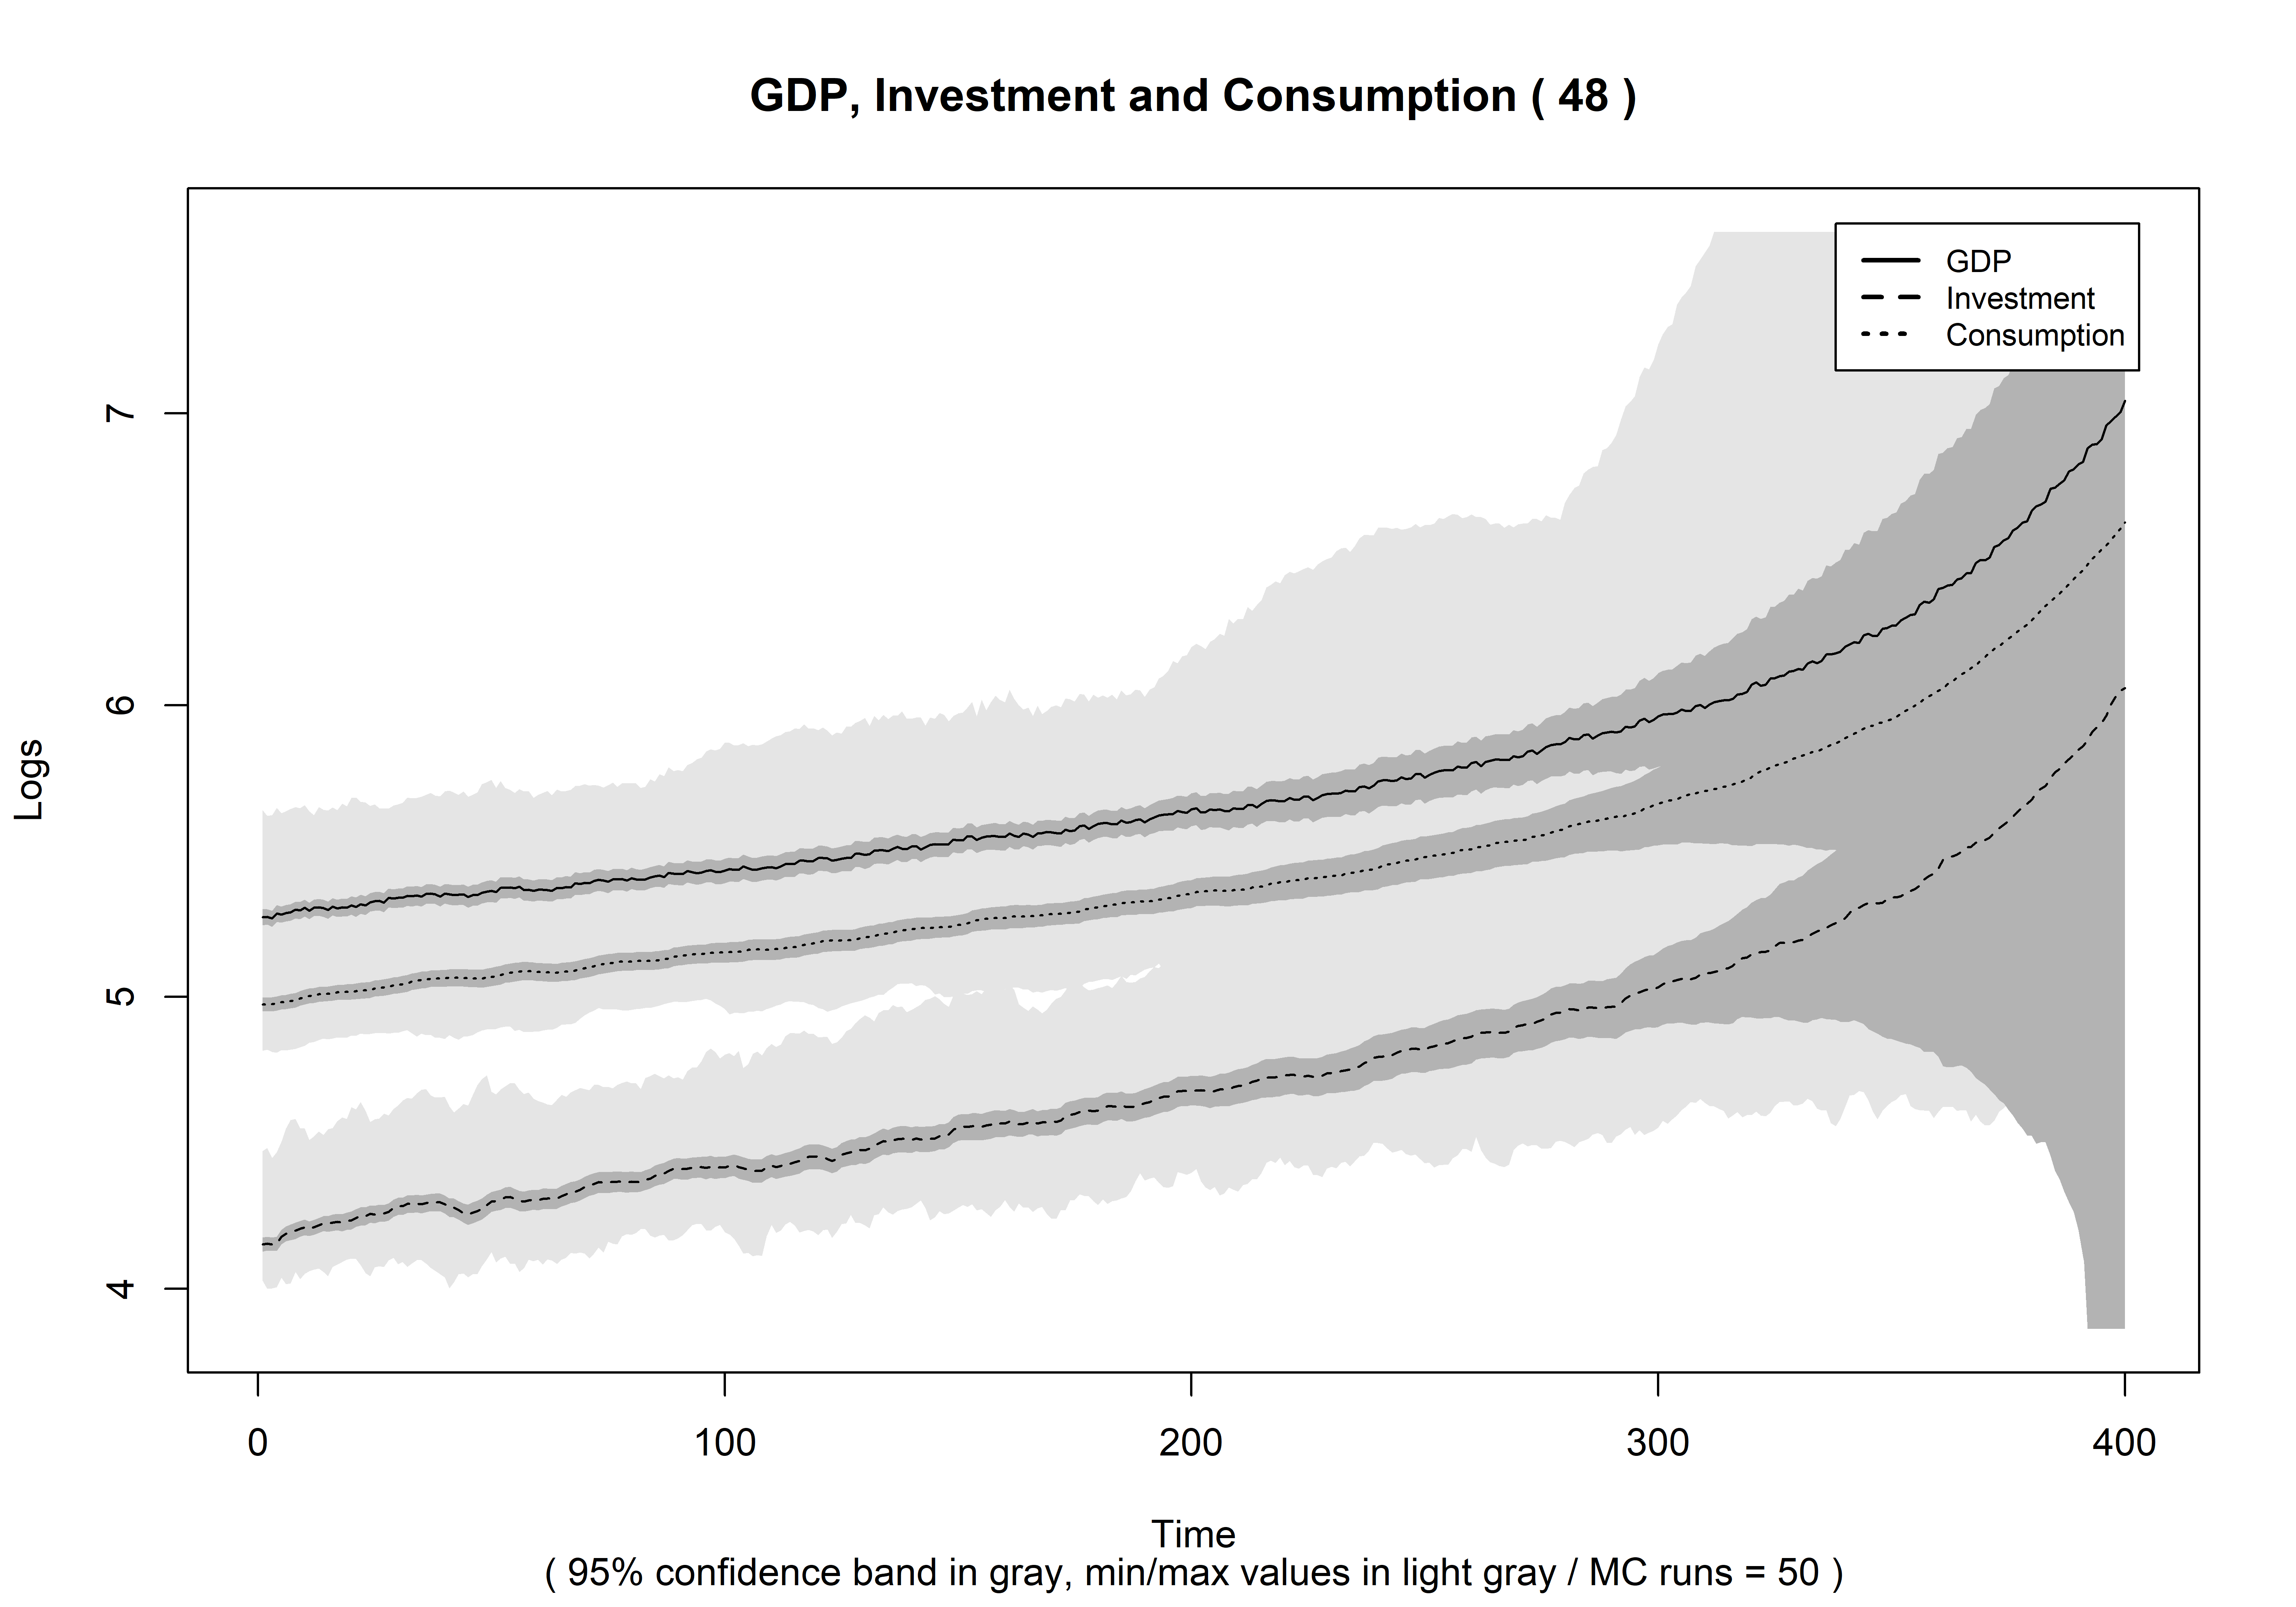 GDP, Investment and Consumption ( 48 )
GDP
Investment
Consumption
Logs
7
6
5
4
0 100 200 300 400
Time
( 95% confidence band in gray, min/max values in light gray / MC runs = 50 )